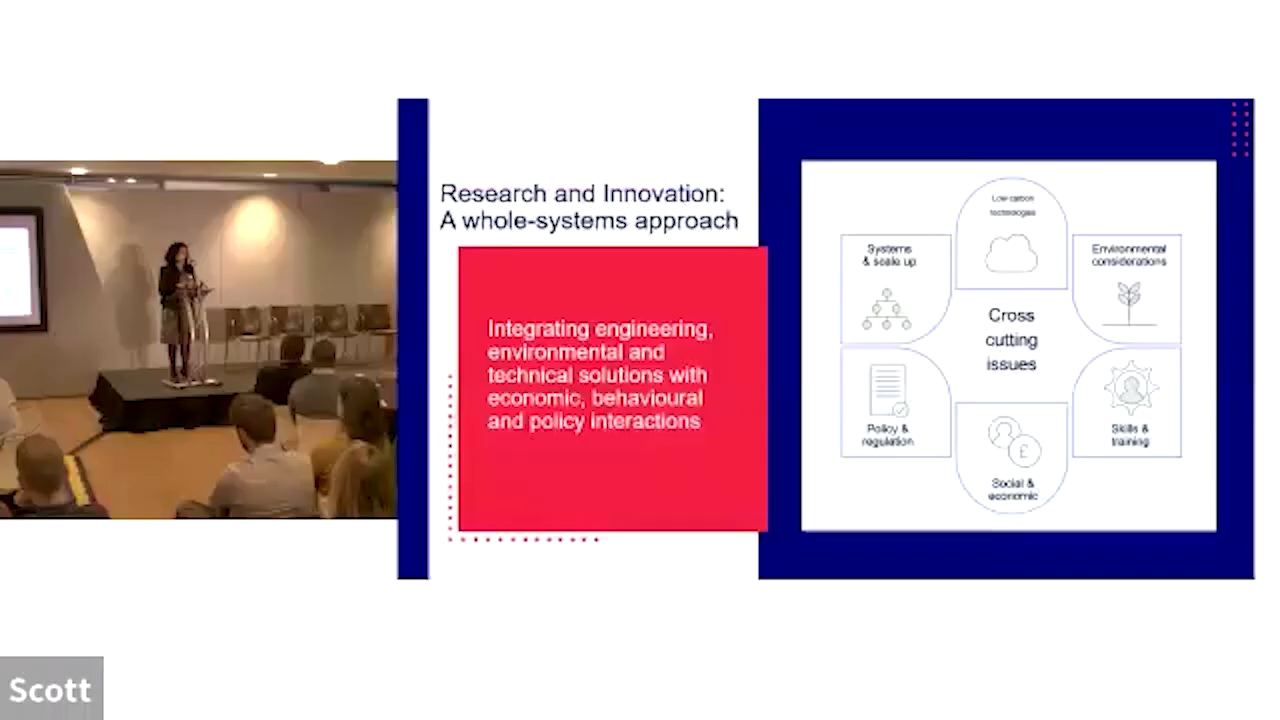 Research and Innovation:
A whole-systems approach
Integrating engineering,
environmental and
technical solutions with
economic, behavioural
and policy interactions
Low-carbon
technologies
Systems
& scale up
Environmental
considerations
Cross
cutting
issues
Policy &
regulation
Skills &
training
£
Social &
economic
Scott